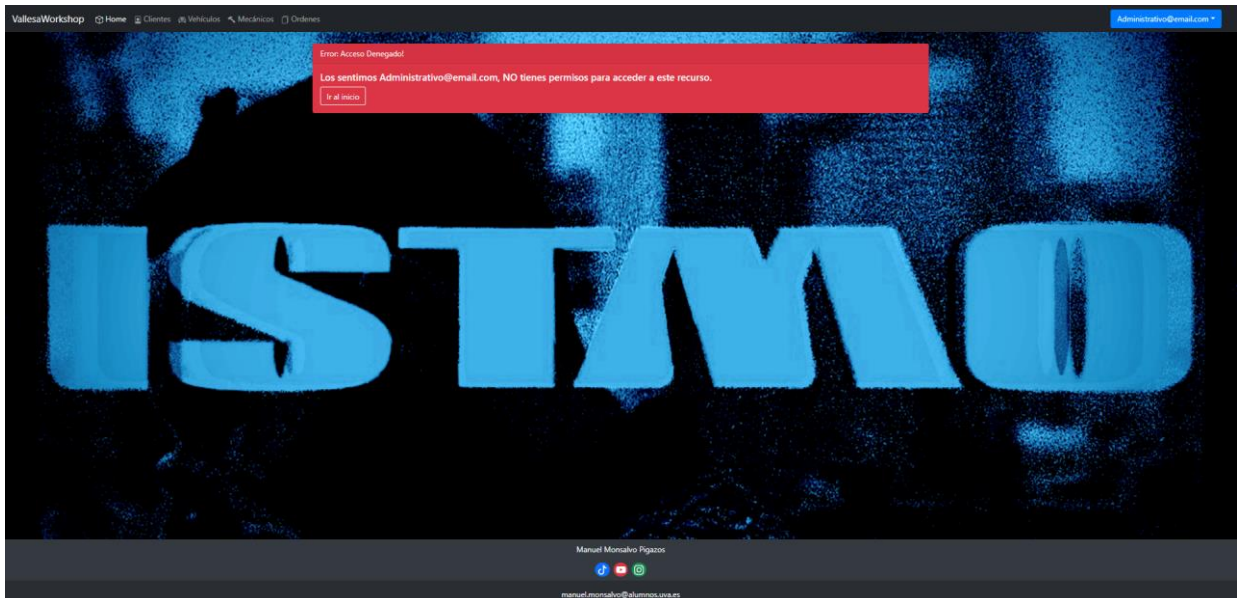 VallesaWorkshop Home Clientes Vehículos Mecánicos Ordenes Administrativo@email.com
Error: Acceso Denegado!
Los sentimos Administrativo@email.com, NO tienes permisos para acceder a este recurso.
Ir al inicio
ISTMO
Manuel Monsalvo Pigazos
manuel.monsalvo@alumnos.uva.es